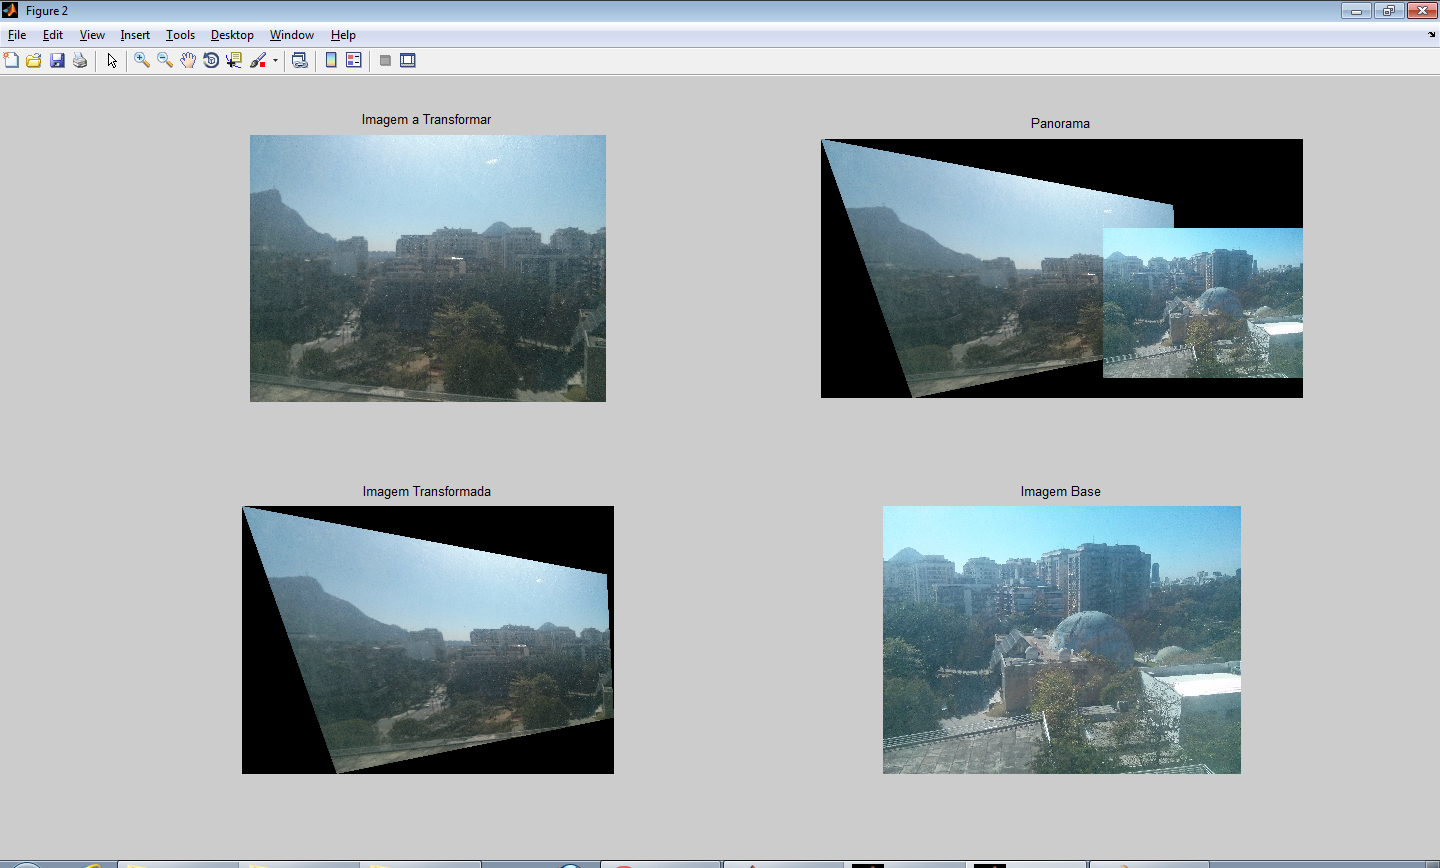 Figure 2
File Edit View Insert Tools Desktop Window Help
Imagem a Transformar
Panorama
Imagem Transformada
Imagem Base